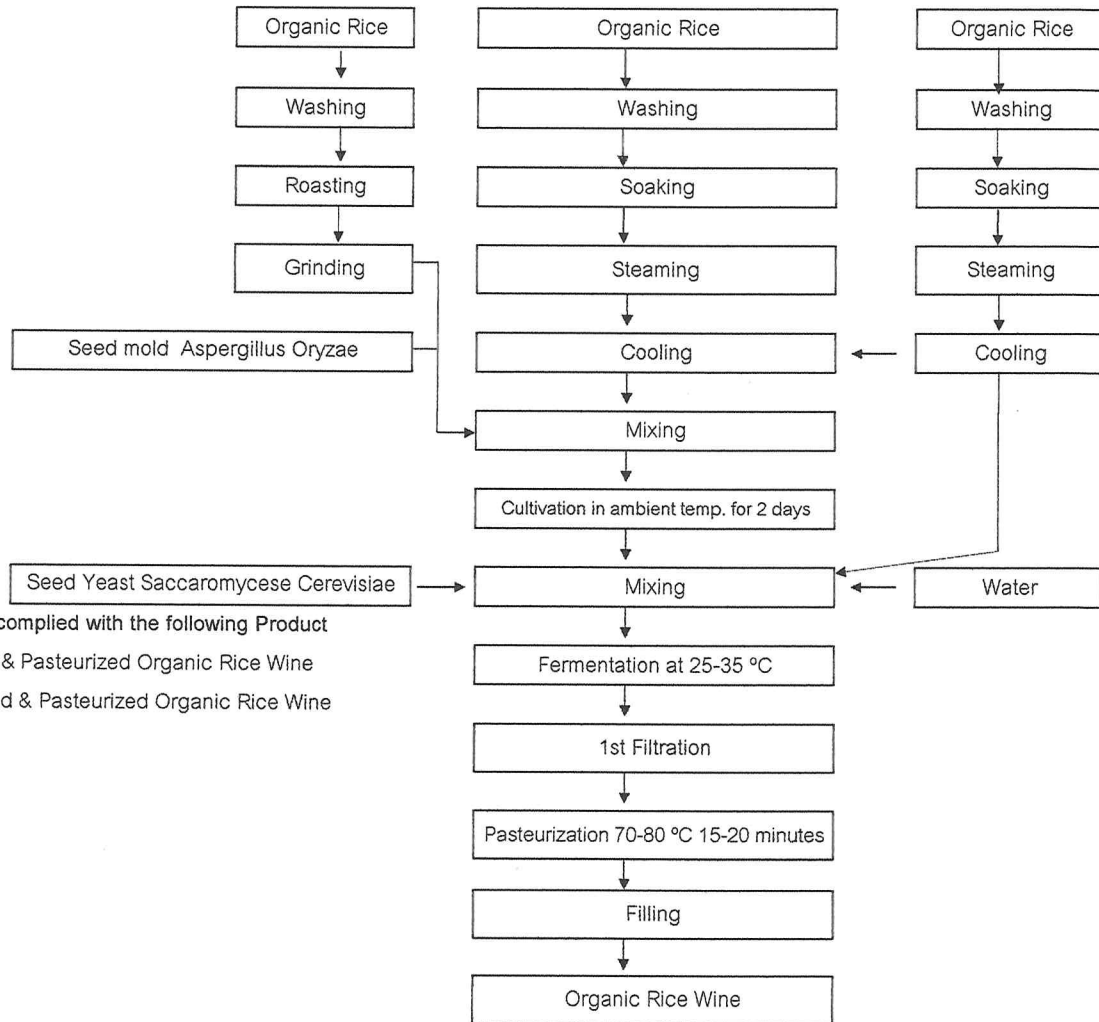 Organic Rice
Organic Rice
Organic Rice
Washing
Washing
Washing
Roasting
Soaking
Soaking
Grinding
Steaming
Steaming
Seed mold Aspergillus Oryzae
Cooling
Cooling
Mixing
Cultivation in ambient temp. for 2 days
Seed Yeast Saccaromycese Cerevisiae
Mixing
Water
complied with the following Product
& Pasteurized Organic Rice Wine
Fermentation at 25-35 ºC
d & Pasteurized Organic Rice Wine
1st Filtration
Pasteurization 70-80 ºC 15-20 minutes
Filling
Organic Rice Wine